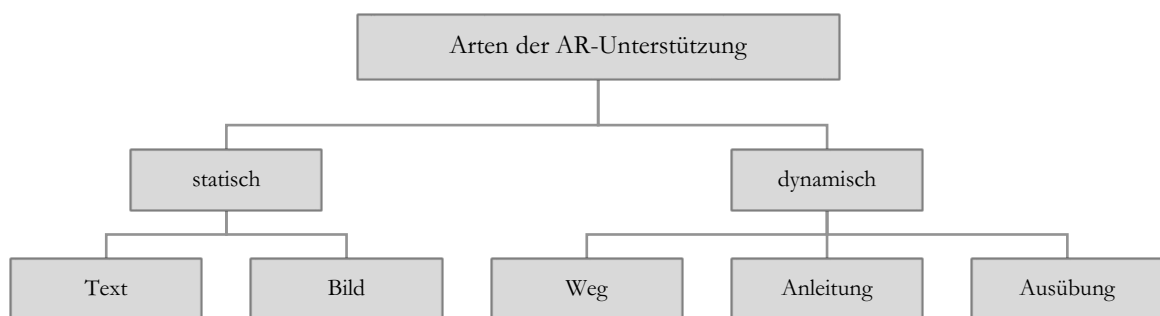 Arten der AR-Unterstützung
statisch
dynamisch
Text
Bild
Weg
Anleitung
Ausübung